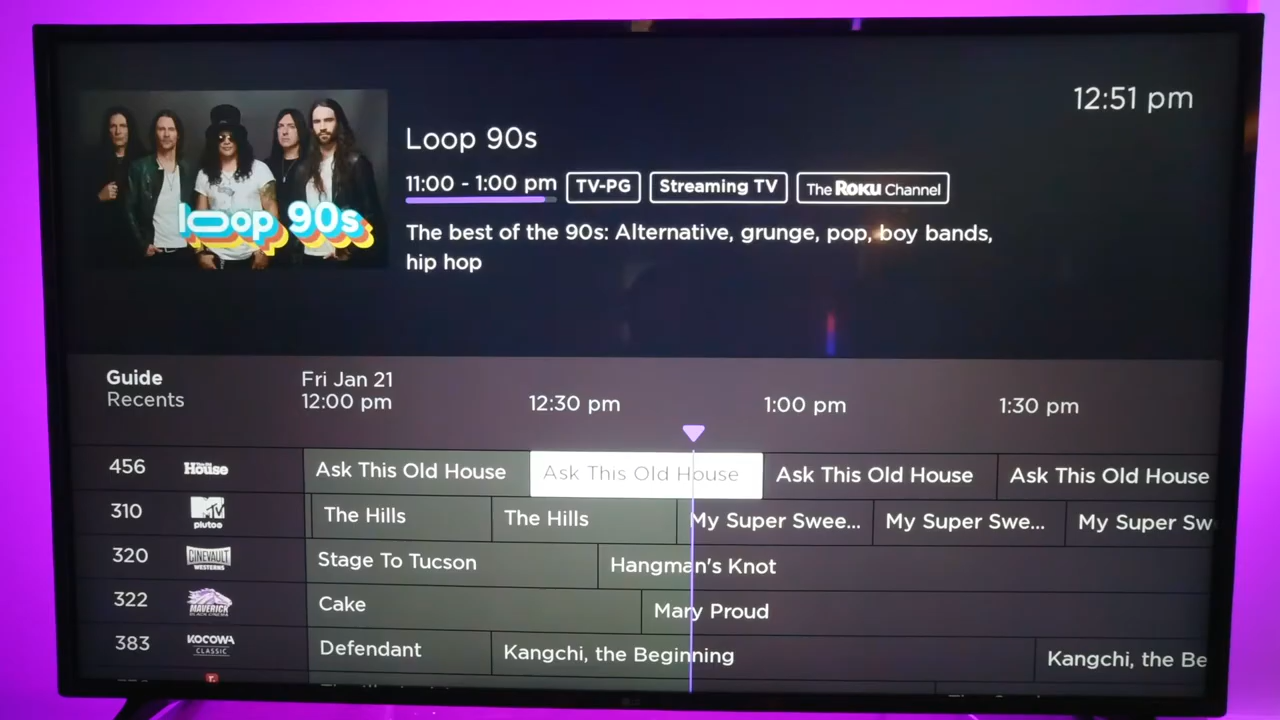 12:51 pm
Loop 90s
11:00 - 1:00 pm TV-PG Streaming TV The Roku Channel
loop 90s
The best of the 90s: Alternative, grunge, pop, boy bands,
hip hop
Guide
Recents
Fri Jan 21
12:00 pm 12:30 pm 1:00 pm 1:30 pm
456 House Ask This Old House Ask This Old House Ask This Old House Ask This Old House
310 MTV pluto The Hills The Hills My Super Swee... My Super Swe... My Super Sw
320 CINEVAULT WESTERNS Stage To Tucson Hangman's Knot
322 MAVERICK BLACK CINEMA Cake Mary Proud
383 KOCOWA CLASSIC Defendant Kangchi, the Beginning Kangchi, the Be